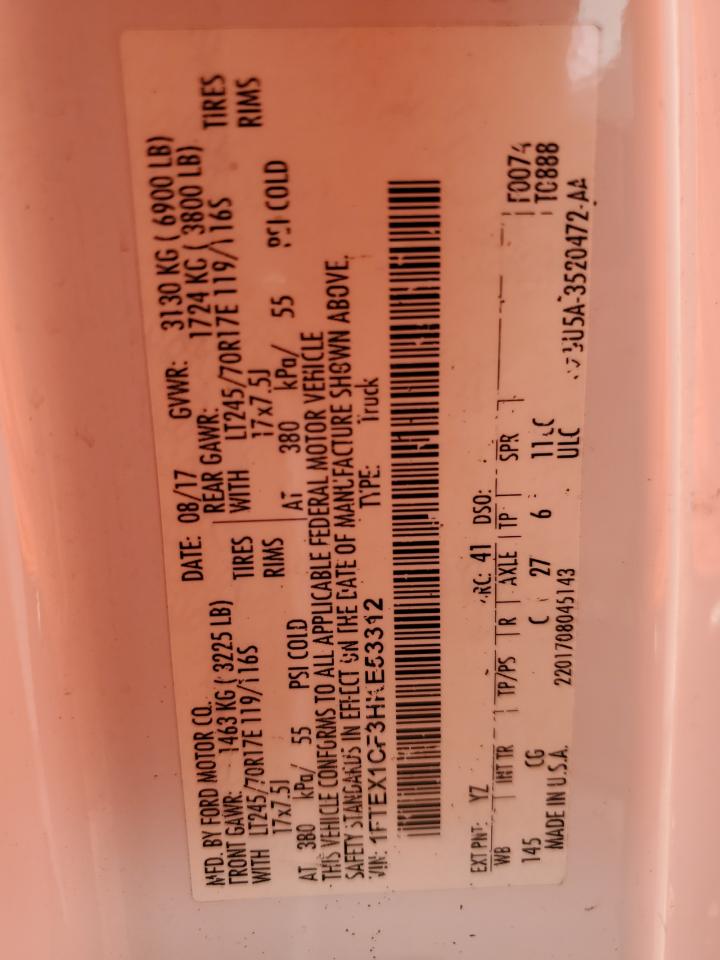 MFD. BY FORD MOTOR CO. DATE: 08/17 GVWR: 3130 KG ( 6900 LB)
FRONT GAWR: 1463 KG ( 3225 LB) REAR GAWR: 1724 KG ( 3800 LB)
WITH LT245/70R17E 119/116S TIRES WITH LT245/70R17E 119/116S TIRES
17x7.5J RIMS 17x7.5J RIMS
AT 380 kPa/ 55 PSI COLD AT 380 kPa/ 55 PSI COLD
THIS VEHICLE CONFORMS TO ALL APPLICABLE FEDERAL MOTOR VEHICLE
SAFETY STANDARDS IN EFFECT ON THE DATE OF MANUFACTURE SHOWN ABOVE.
VIN: TYPE: Truck
EXT PNT: YZ RC: 41 DSO: F0074
WB INT TR TP/PS R AXLE TP SPR TC888
145 CG C 27 6 ULC
MADE IN U.S.A. 2201708045143 U5A-3520472-AA